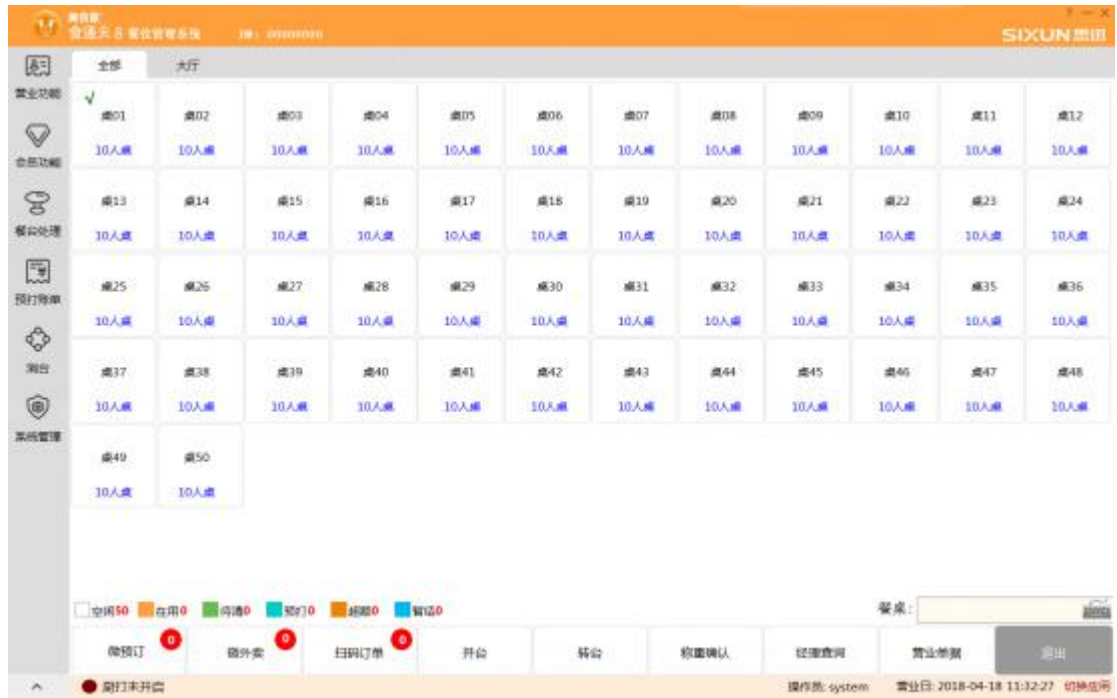 食通天 8 餐饮管理系统
SIXUN思迅
全部 大厅
营业功能
会员功能
餐台处理
预打账单
系统管理
桌01 桌02 桌03 桌04 桌05 桌06 桌07 桌08 桌09 桌10 桌11 桌12
10人桌 10人桌 10人桌 10人桌 10人桌 10人桌 10人桌 10人桌 10人桌 10人桌 10人桌 10人桌
桌13 桌14 桌15 桌16 桌17 桌18 桌19 桌20 桌21 桌22 桌23 桌24
10人桌 10人桌 10人桌 10人桌 10人桌 10人桌 10人桌 10人桌 10人桌 10人桌 10人桌 10人桌
桌25 桌26 桌27 桌28 桌29 桌30 桌31 桌32 桌33 桌34 桌35 桌36
10人桌 10人桌 10人桌 10人桌 10人桌 10人桌 10人桌 10人桌 10人桌 10人桌 10人桌 10人桌
桌37 桌38 桌39 桌40 桌41 桌42 桌43 桌44 桌45 桌46 桌47 桌48
10人桌 10人桌 10人桌 10人桌 10人桌 10人桌 10人桌 10人桌 10人桌 10人桌 10人桌 10人桌
桌49 桌50
10人桌 10人桌
空闲50 在用0 待清0 预打0 超额0 留话0
餐桌:
微预订 0 微外卖 0 扫码订单 0 开台 转台 称重确认 经理查询 营业单据 退出
厨打未开启 操作员: system 营业日: 2018-04-18 11:32:27 切换应用